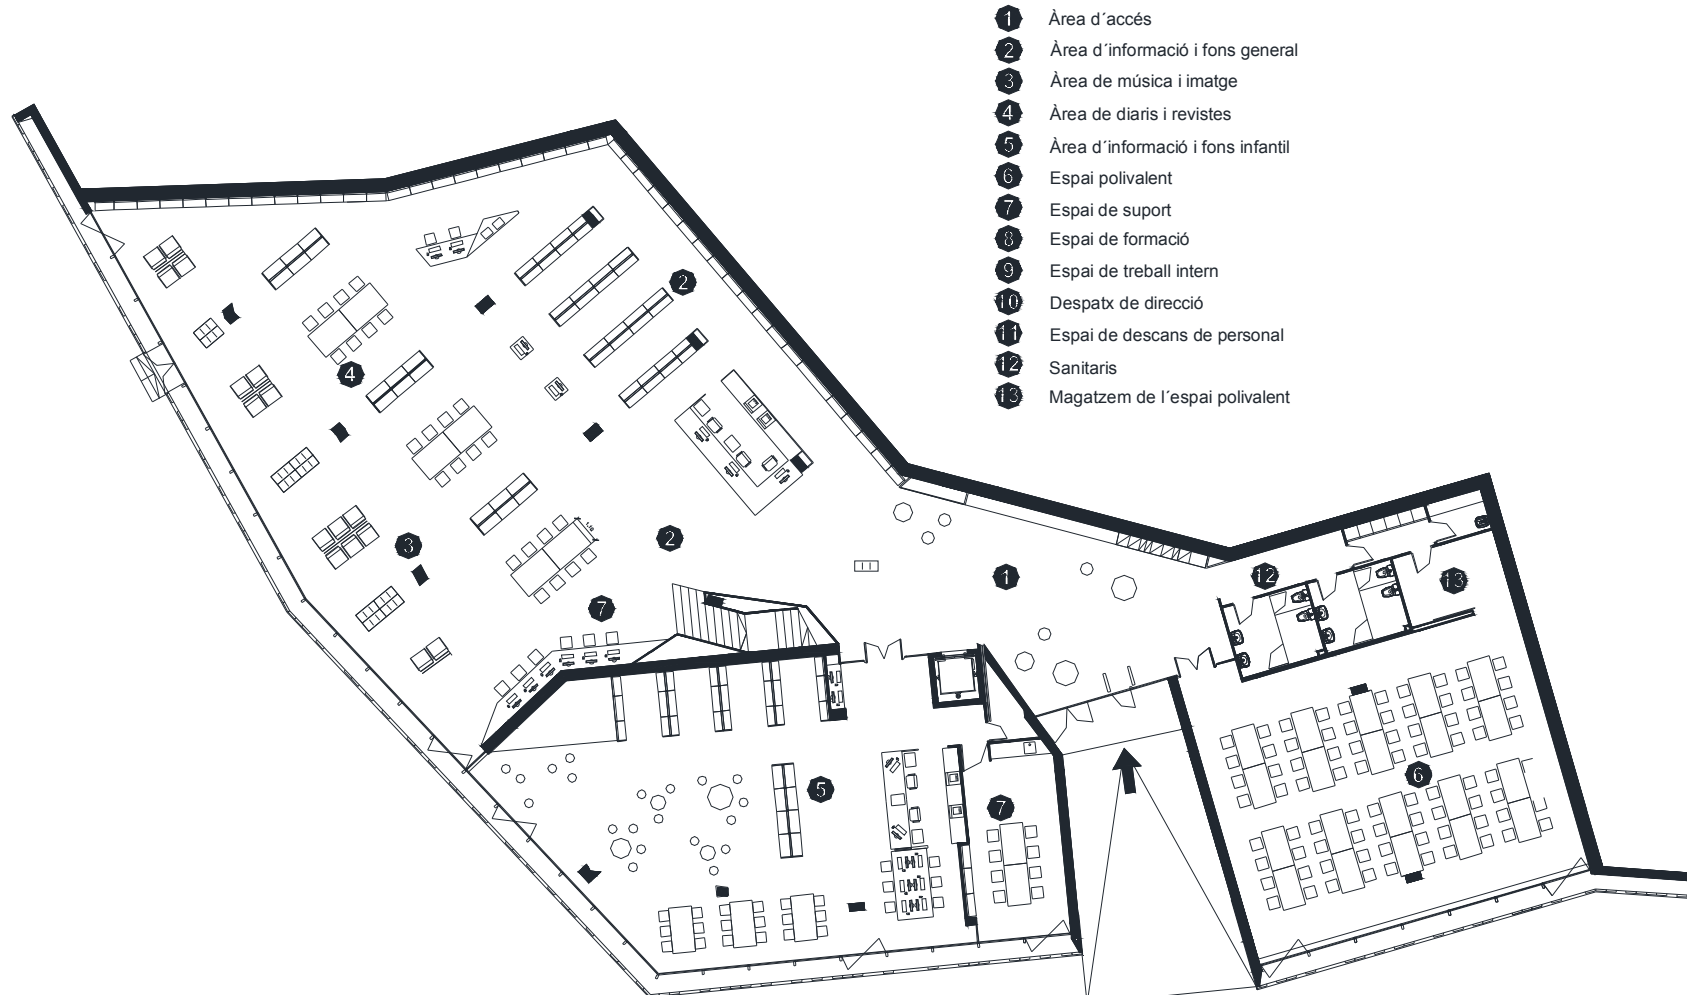 1 Àrea d´accés
2 Àrea d´informació i fons general
3 Àrea de música i imatge
4 Àrea de diaris i revistes
5 Àrea d´informació i fons infantil
6 Espai polivalent
7 Espai de suport
8 Espai de formació
9 Espai de treball intern
10 Despatx de direcció
11 Espai de descans de personal
12 Sanitaris
13 Magatzem de l´espai polivalent
2
4
3
2
7
1
12
13
5
7
6